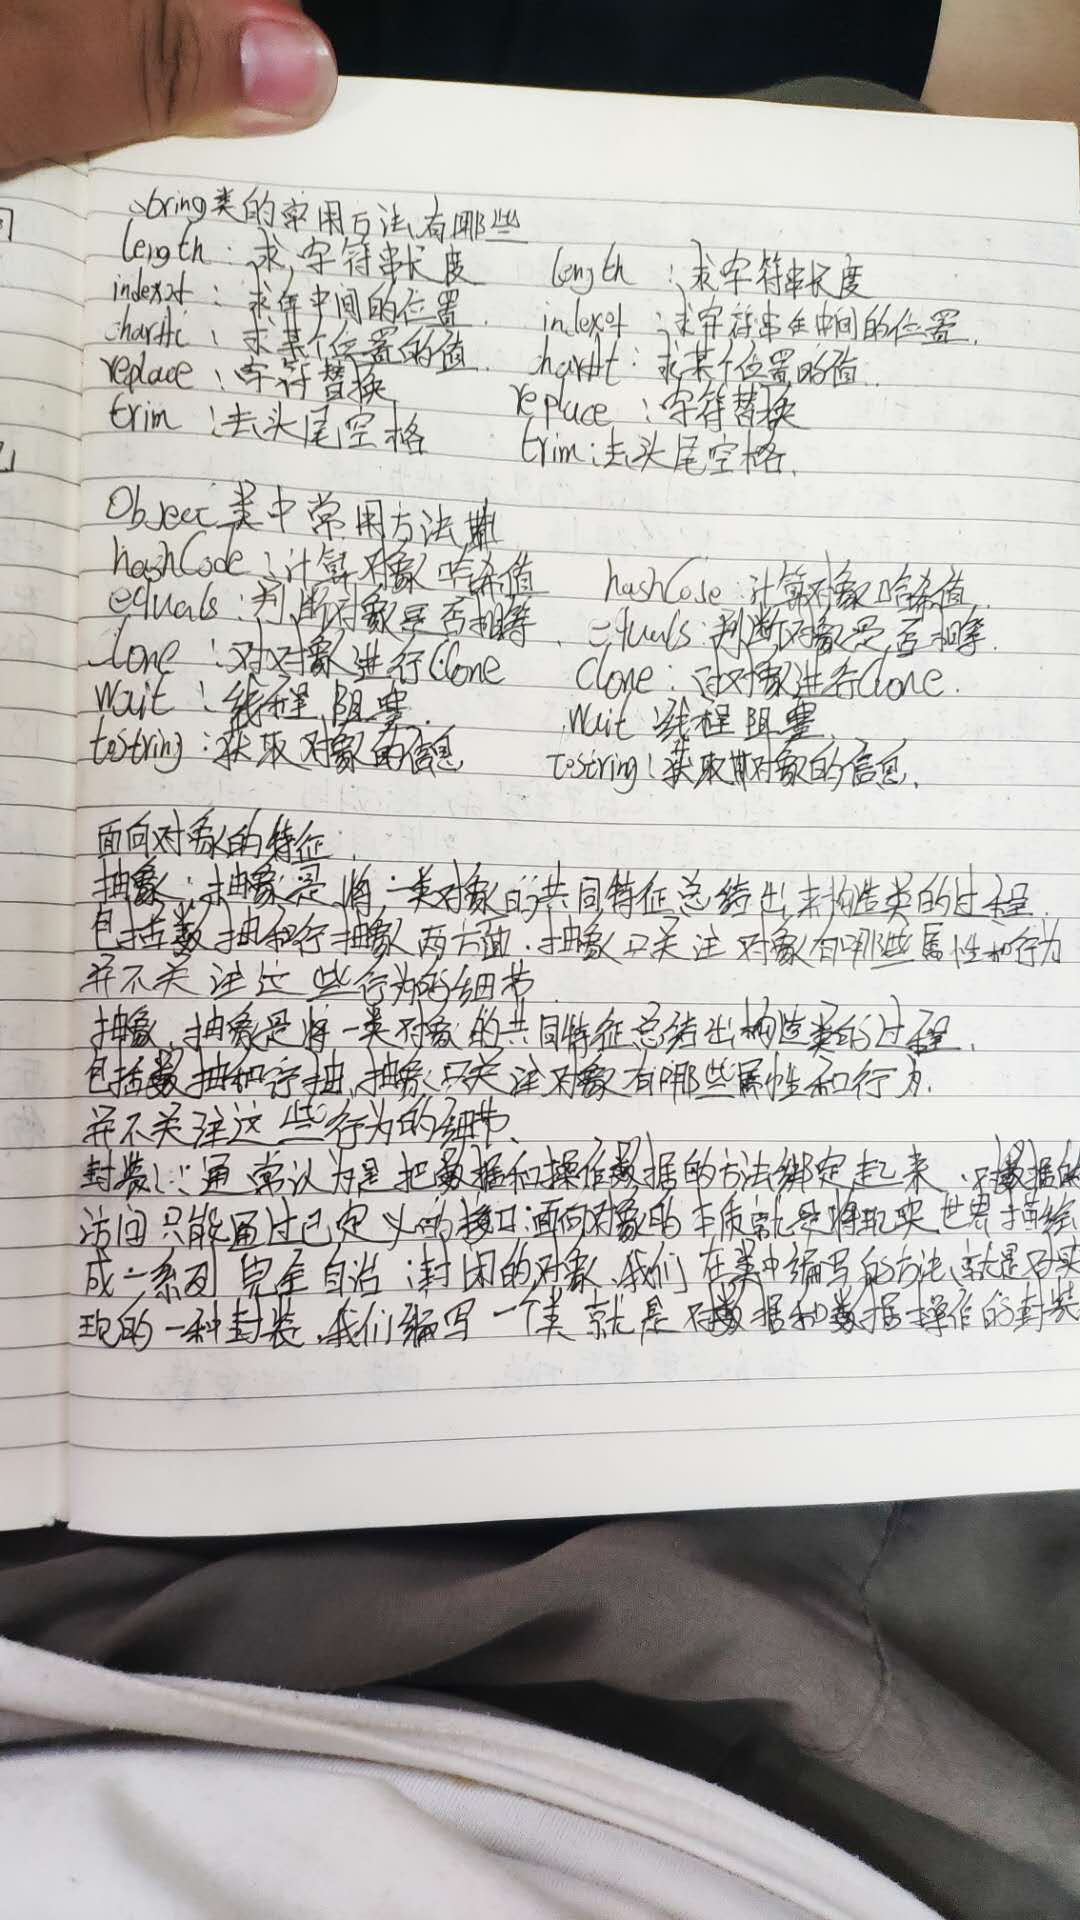 string类的常用方法有哪些
length：求字符串长度 length：求字符串长度
indexof：求在中间的位置. indexof：求字符串在中间的位置.
charAt：求某个位置的值. charAt：求某个位置的值.
replace：字符替换 replace：字符替换
trim：去头尾空格 trim：去头尾空格.
Object类中常用方法
hashCode：计算对象哈希值 hashCode：计算对象哈希值.
equals：判断对象是否相等. equals：判断对象是否相等.
clone：对对象进行Clone Clone：对对象进行Clone.
wait：线程阻塞. wait：线程阻塞.
toString：获取对象的信息 toString：获取对象的信息.
面向对象的特征.
抽象：抽象是将一类对象的共同特征总结出来构造类的过程.
包括数抽和行抽象两方面.抽象只关注对象有哪些属性和行为
并不关注这些行为的细节
抽象.抽象是将一类对象的共同特征总结出构造类的过程.
包括数抽和行抽.抽象只关注对象有哪些属性和行为.
并不关注这些行为的细节.
封装：通常认为是把数据和操作数据的方法绑定起来.对数据的
访问只能通过已定义的接口;面向对象的本质就是将现实世界描绘
成一系列完全自治;封闭的对象.我们在类中编写的方法就是对实
现的一种封装.我们编写一个类就是对数据和数据操作的封装